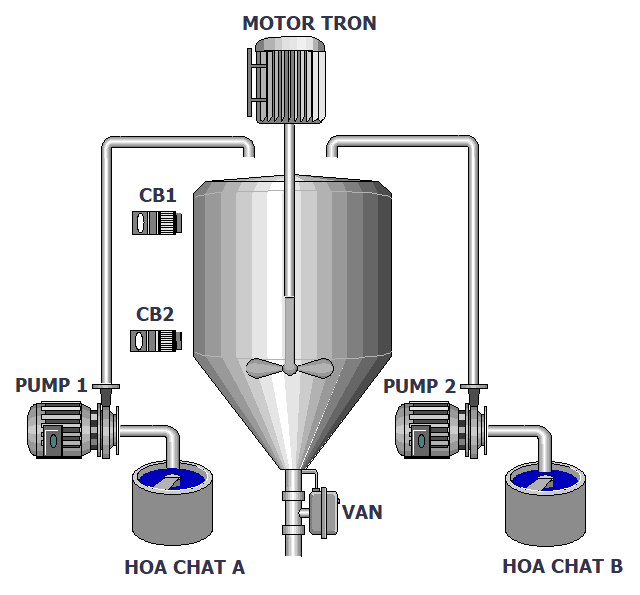 MOTOR TRON
CB1
CB2
PUMP 1
PUMP 2
VAN
HOA CHAT A
HOA CHAT B